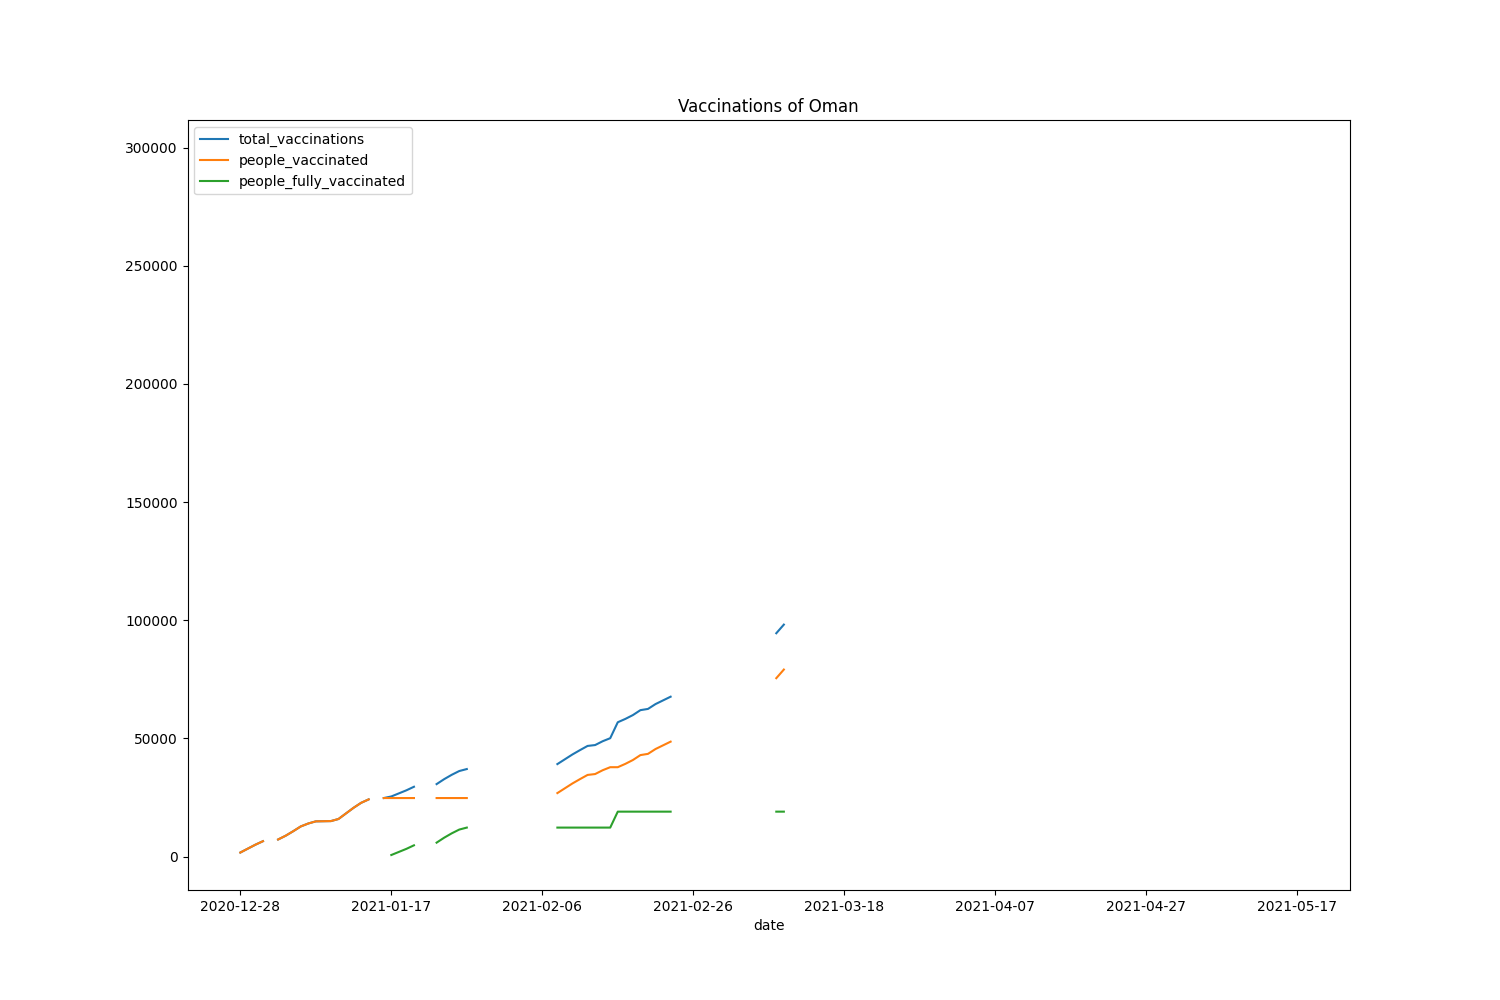 Vaccinations of Oman
total_vaccinations
people_vaccinated
people_fully_vaccinated
300000
250000
200000
150000
100000
50000
0
2020-12-28 2021-01-17 2021-02-06 2021-02-26 2021-03-18 2021-04-07 2021-04-27 2021-05-17
date